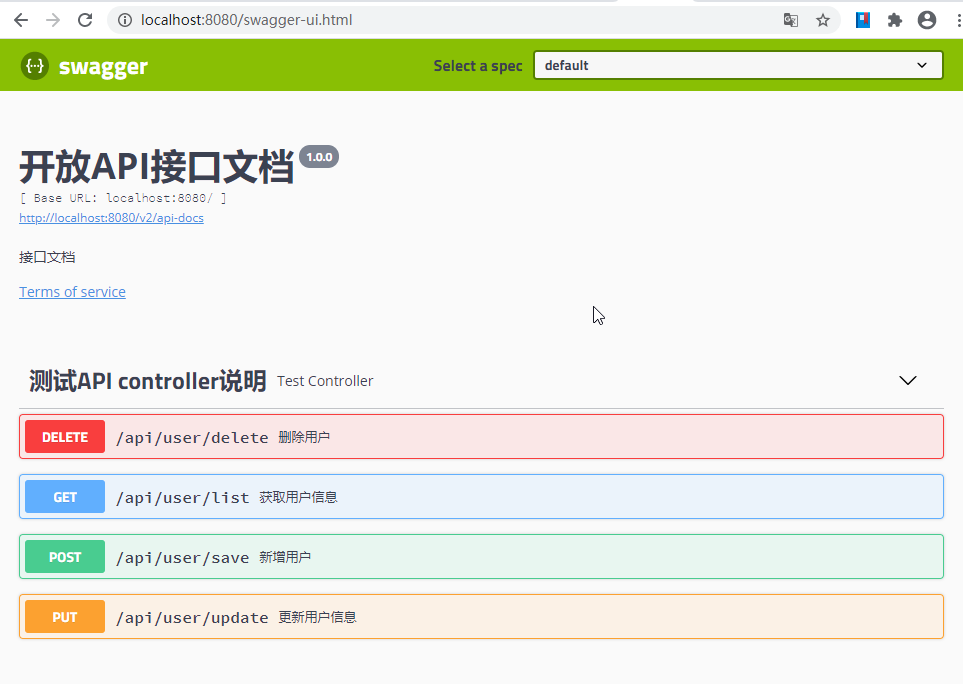 localhost:8080/swagger-ui.html
swagger Select a spec default
开放API接口文档 1.0.0
[ Base URL: localhost:8080/ ]
http://localhost:8080/v2/api-docs
接口文档
Terms of service
测试API controller说明 Test Controller
DELETE /api/user/delete 删除用户
GET /api/user/list 获取用户信息
POST /api/user/save 新增用户
PUT /api/user/update 更新用户信息